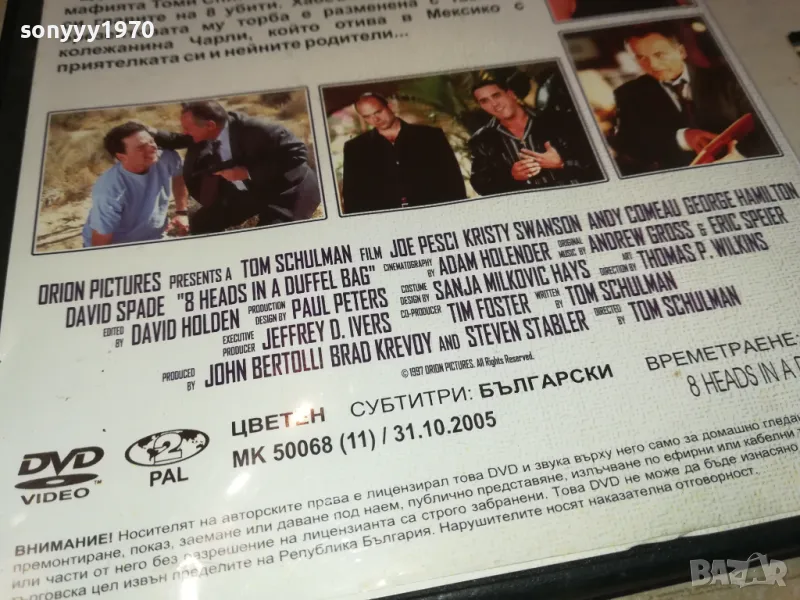 sonyyy1970
мафията Томи
на 8 убити.
му торба е разменена с
колежанина Чарли, който отива в Мексико с
приятелката си и нейните родители...
ORION PICTURES PRESENTS A TOM SCHULMAN FILM JOE PESCI KRISTY SWANSON ANDY COMEAU GEORGE HAMILTON
DAVID SPADE "8 HEADS IN A DUFFEL BAG" CINEMATOGRAPHY BY ADAM HOLENDER ORIGINAL MUSIC BY ANDREW GROSS & ERIC SPEIER
EDITED BY DAVID HOLDEN PRODUCTION DESIGN BY PAUL PETERS COSTUME DESIGN BY SANJA MILKOVIC HAYS ART DIRECTION BY THOMAS P. WILKINS
EXECUTIVE PRODUCER JEFFREY D. IVERS CO-PRODUCER TIM FOSTER WRITTEN BY TOM SCHULMAN DIRECTED BY TOM SCHULMAN
PRODUCED BY JOHN BERTOLLI BRAD KREVOY AND STEVEN STABLER
© 1997 ORION PICTURES. All Rights Reserved.
ЦВЕТЕН СУБТИТРИ: БЪЛГАРСКИ ВРЕМЕТРАЕНЕ:
8 HEADS IN A
МК 50068 (11) / 31.10.2005
DVD VIDEO
2 PAL
ВНИМАНИЕ! Носителят на авторските права е лицензирал това DVD и звука върху него само за домашно
премонтиране, показ, заемане или даване под наем, публично представяне, излъчване по ефирни или кабелни
или части от него без разрешение на лицензианта са строго забранени. Това DVD не може да бъде изнасяно
търговска цел извън пределите на Република България. Нарушителите носят наказателна отговорност.
BAZAR